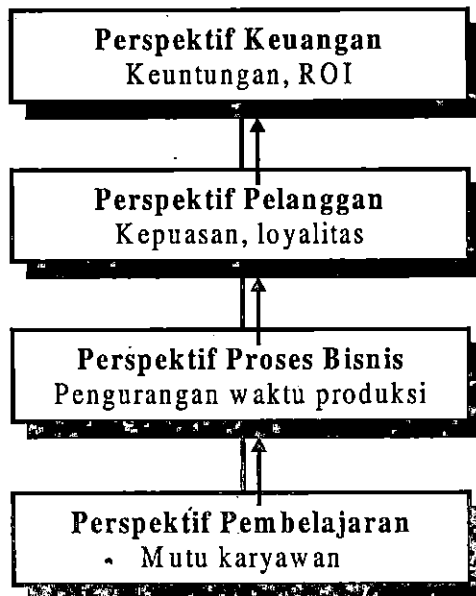 Perspektif Keuangan
Keuntungan, ROI
Perspektif Pelanggan
Kepuasan, loyalitas
Perspektif Proses Bisnis
Pengurangan waktu produksi
Perspektif Pembelajaran
Mutu karyawan